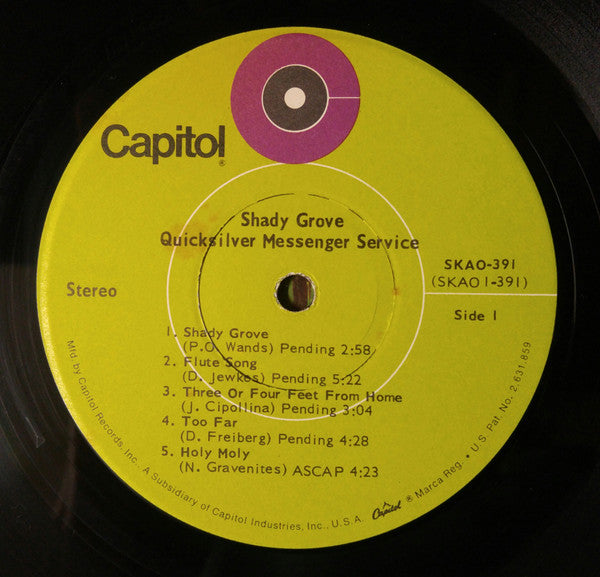 Capitol®
Shady Grove
Quicksilver Messenger Service
SKAO-391
(SKAO 1-391)
Stereo
Side 1
1. Shady Grove
(P.O. Wands) Pending 2:58
2. Flute Song
(D. Jewkes) Pending 5:22
3. Three Or Four Feet From Home
(J. Cipollina) Pending 3:04
4. Too Far
(D. Freiberg) Pending 4:28
5. Holy Moly
(N. Gravenites) ASCAP 4:23
Mfd. by Capitol Records, Inc., A Subsidiary of Capitol Industries, Inc., U.S.A. Capitol ® Marca Reg. • U.S. Pat. No. 2,631,859